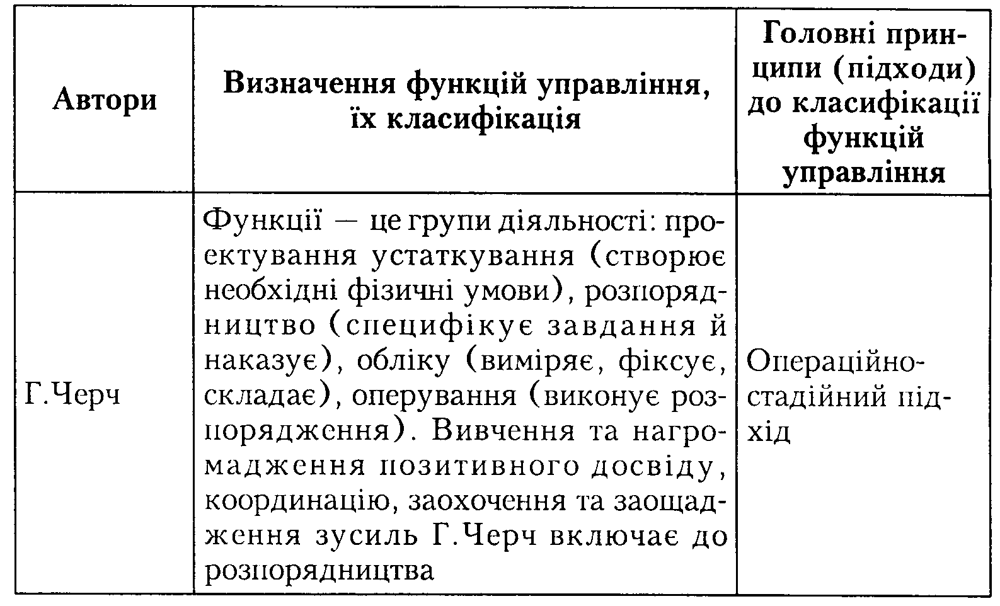 Автори
Визначення функцій управління,
їх класифікація
Головні прин-
ципи (підходи)
до класифікації
функцій
управління
Г.Черч
Функції — це групи діяльності: про-
ектування устаткування (створює
необхідні фізичні умови), розпоряд-
ництво (специфікує завдання й
наказує), обліку (виміряє, фіксує,
складає), оперування (виконує роз-
порядження). Вивчення та нагро-
мадження позитивного досвіду,
координацію, заохочення та заощад-
ження зусиль Г.Черч включає до
розпорядництва
Операційно-
стадійний під-
хід